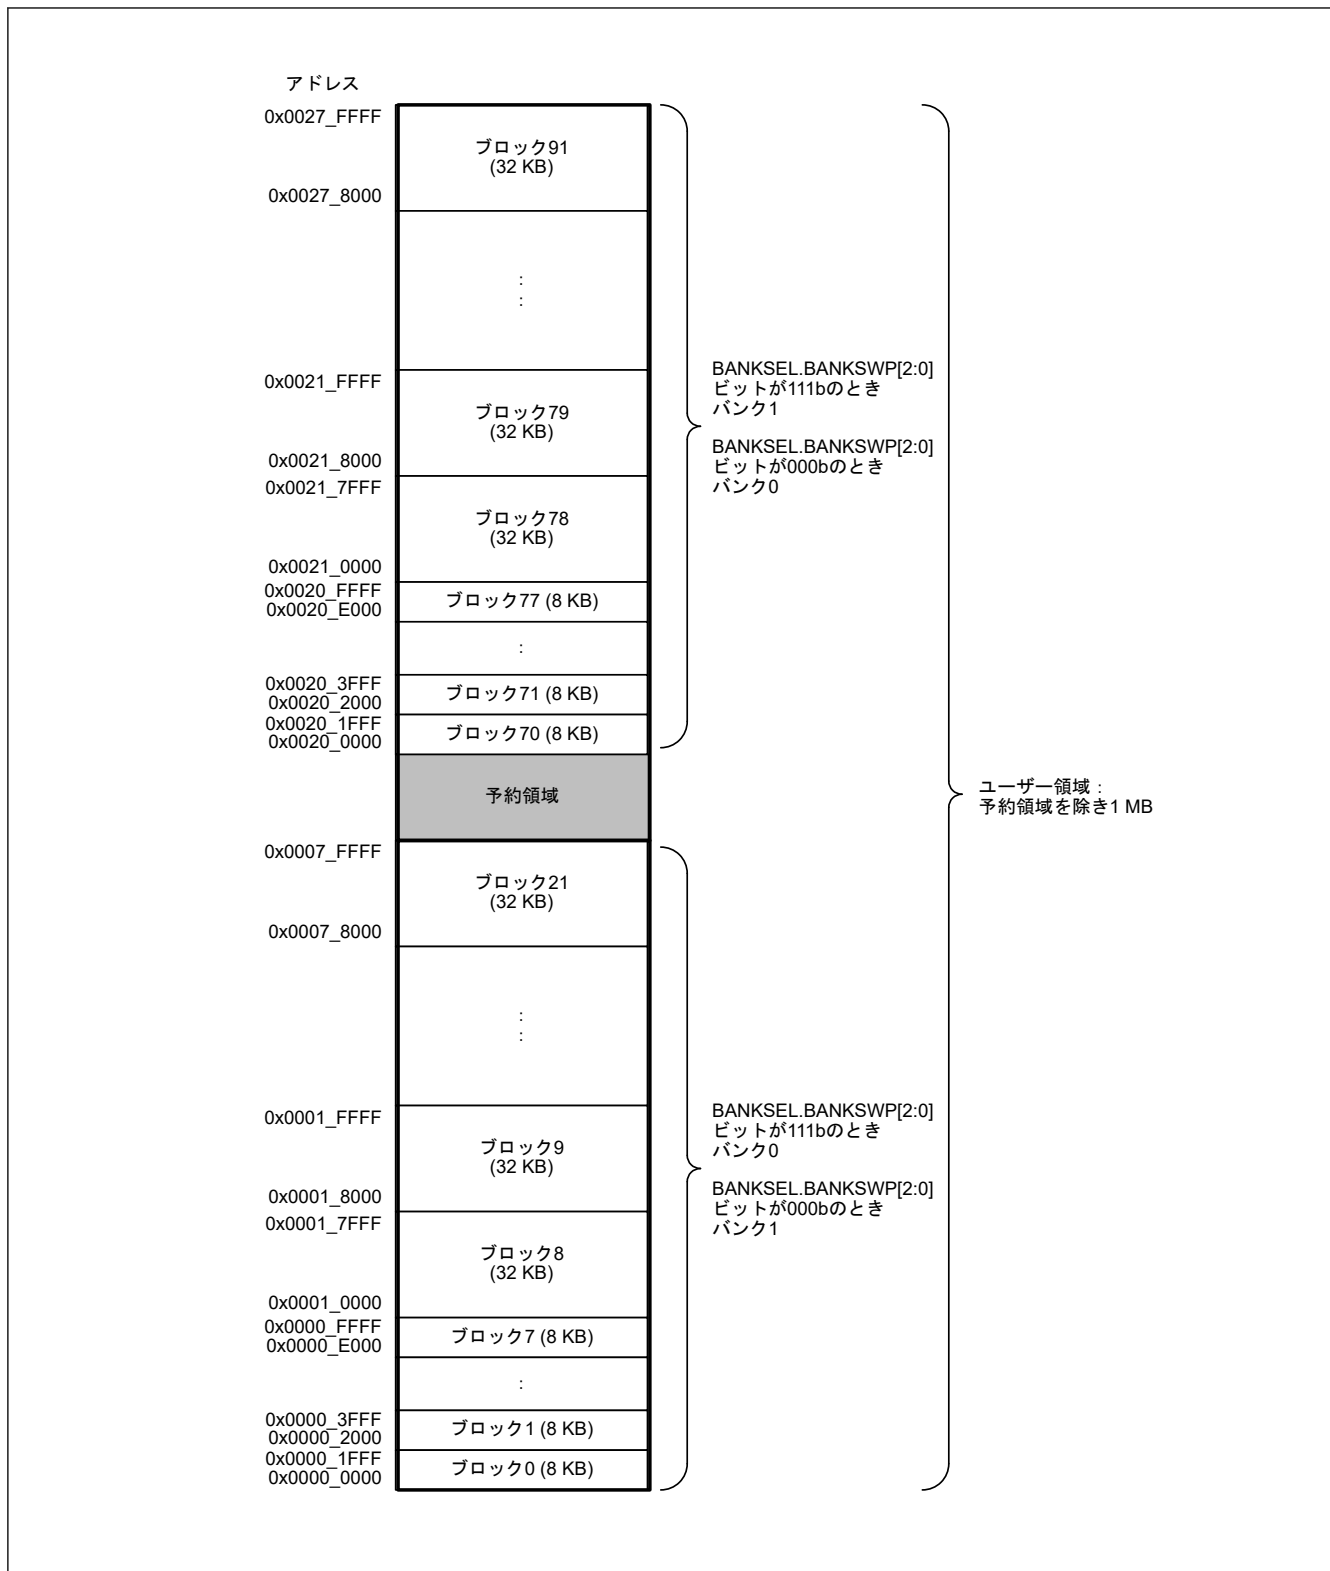 アドレス
0x0027_FFFF
ブロック91
(32 KB)
0x0027_8000
:
:
0x0021_FFFF
ブロック79
(32 KB)
0x0021_8000
0x0021_7FFF
ブロック78
(32 KB)
0x0021_0000
0x0020_FFFF
0x0020_E000
ブロック77 (8 KB)
:
0x0020_3FFF
0x0020_2000
ブロック71 (8 KB)
0x0020_1FFF
0x0020_0000
ブロック70 (8 KB)
BANKSEL.BANKSWP[2:0]
ビットが111bのとき
バンク1
BANKSEL.BANKSWP[2:0]
ビットが000bのとき
バンク0
予約領域
ユーザー領域：
予約領域を除き1 MB
0x0007_FFFF
ブロック21
(32 KB)
0x0007_8000
:
:
0x0001_FFFF
ブロック9
(32 KB)
0x0001_8000
0x0001_7FFF
ブロック8
(32 KB)
0x0001_0000
0x0000_FFFF
0x0000_E000
ブロック7 (8 KB)
:
0x0000_3FFF
0x0000_2000
ブロック1 (8 KB)
0x0000_1FFF
0x0000_0000
ブロック0 (8 KB)
BANKSEL.BANKSWP[2:0]
ビットが111bのとき
バンク0
BANKSEL.BANKSWP[2:0]
ビットが000bのとき
バンク1